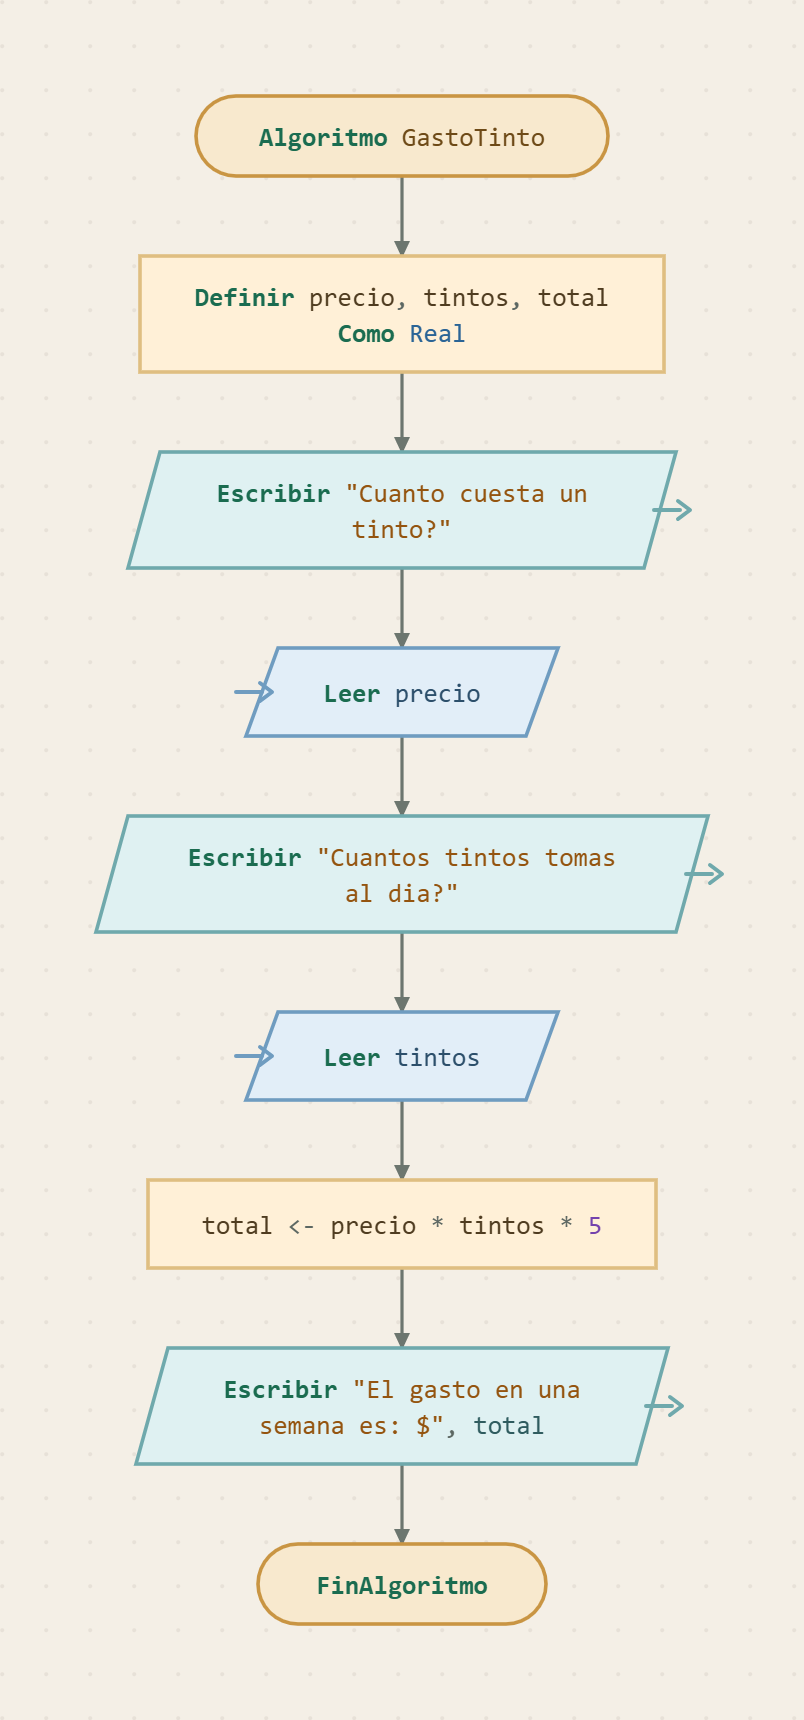 Algoritmo GastoTinto
Definir precio, tintos, total
Como Real
Escribir "Cuanto cuesta un
tinto?"
Leer precio
Escribir "Cuantos tintos tomas
al dia?"
Leer tintos
total <- precio * tintos * 5
Escribir "El gasto en una
semana es: $", total
FinAlgoritmo